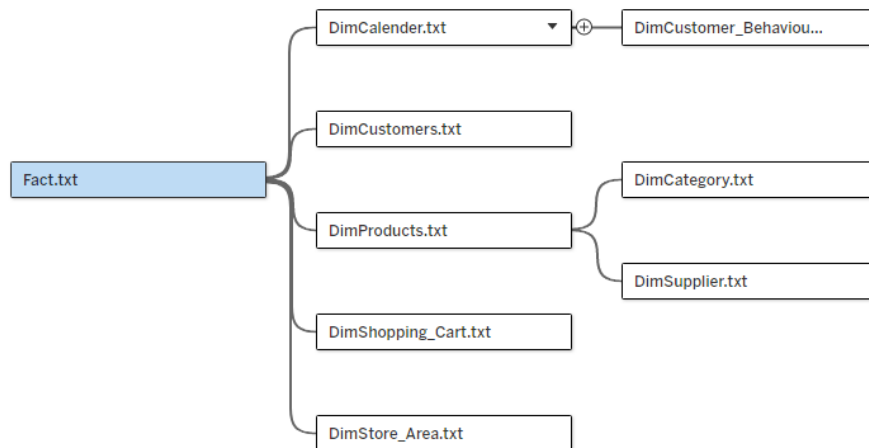 DimCalender.txt
DimCustomer_Behaviou...
DimCustomers.txt
Fact.txt
DimCategory.txt
DimProducts.txt
DimSupplier.txt
DimShopping_Cart.txt
DimStore_Area.txt